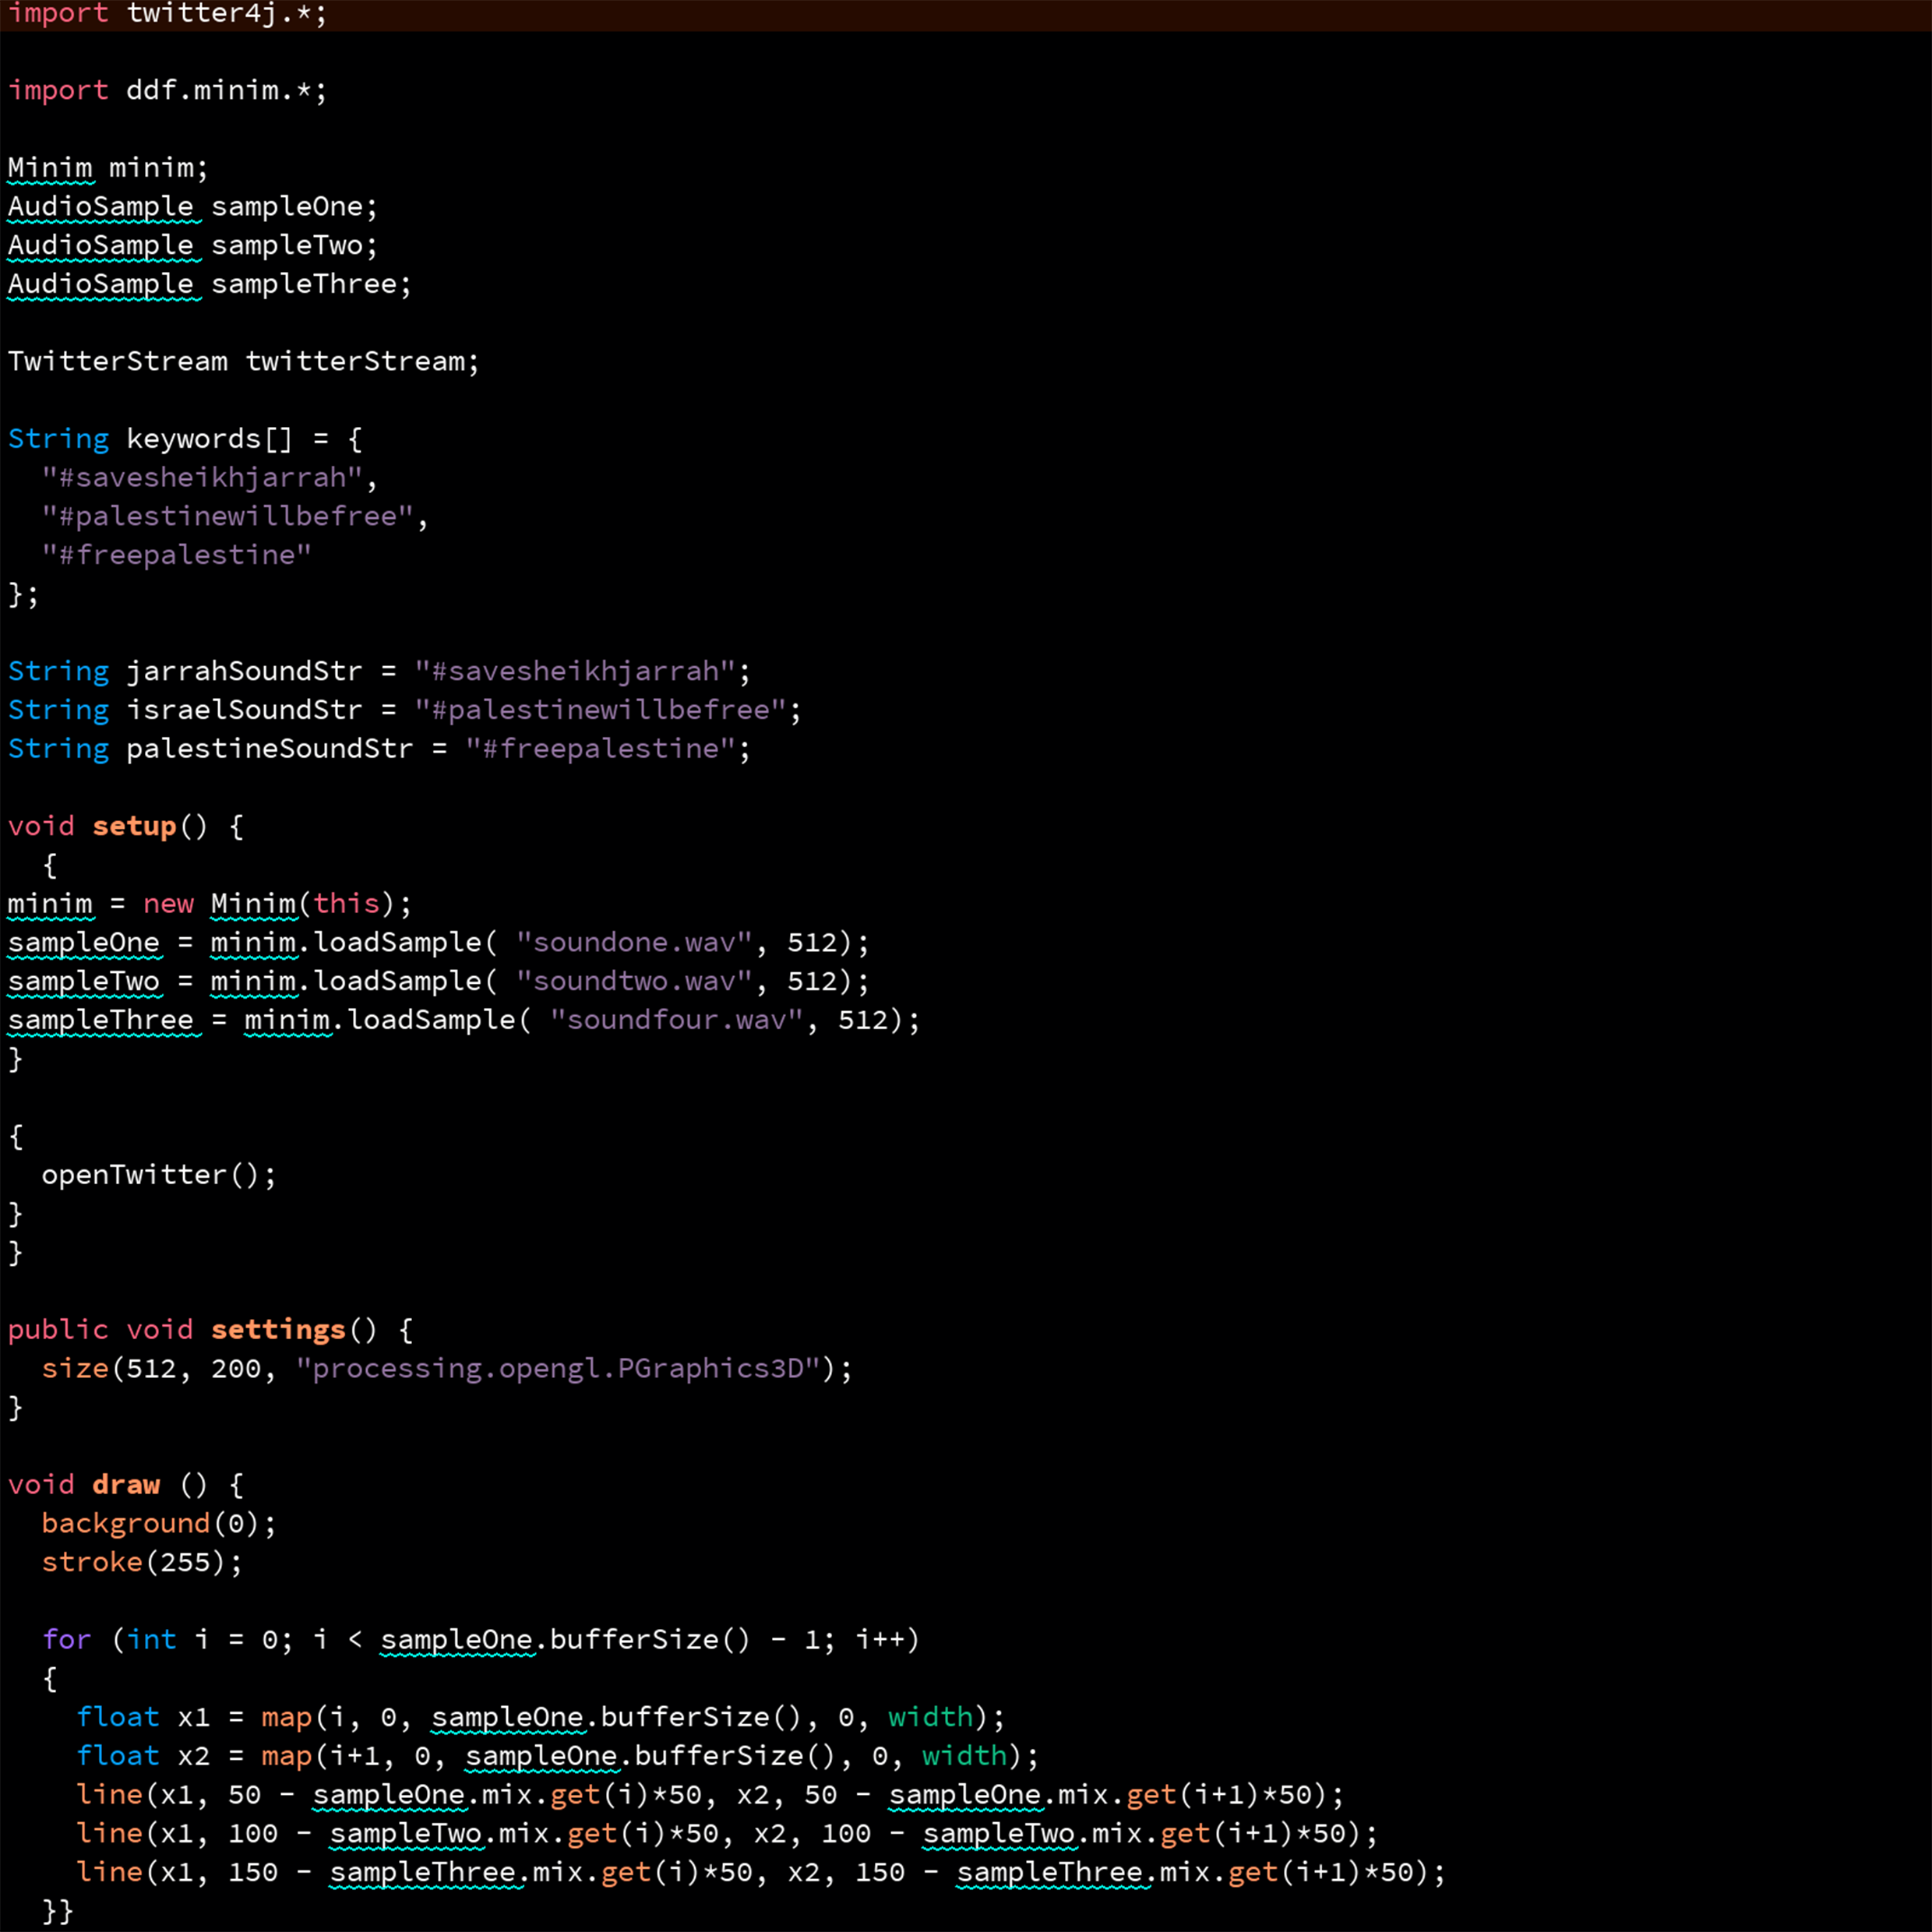 import twitter4j.*;
import ddf.minim.*;
Minim minim;
AudioSample sampleOne;
AudioSample sampleTwo;
AudioSample sampleThree;
TwitterStream twitterStream;
String keywords[] = {
  "#savesheikhjarrah",
  "#palestinewillbefree",
  "#freepalestine"
};
String jarrahSoundStr = "#savesheikhjarrah";
String israelSoundStr = "#palestinewillbefree";
String palestineSoundStr = "#freepalestine";
void setup() {
  {
minim = new Minim(this);
sampleOne = minim.loadSample( "soundone.wav", 512);
sampleTwo = minim.loadSample( "soundtwo.wav", 512);
sampleThree = minim.loadSample( "soundfour.wav", 512);
}
{
  openTwitter();
}
}
public void settings() {
  size(512, 200, "processing.opengl.PGraphics3D");
}
void draw () {
  background(0);
  stroke(255);
  for (int i = 0; i < sampleOne.bufferSize() - 1; i++)
  {
    float x1 = map(i, 0, sampleOne.bufferSize(), 0, width);
    float x2 = map(i+1, 0, sampleOne.bufferSize(), 0, width);
    line(x1, 50 - sampleOne.mix.get(i)*50, x2, 50 - sampleOne.mix.get(i+1)*50);
    line(x1, 100 - sampleTwo.mix.get(i)*50, x2, 100 - sampleTwo.mix.get(i+1)*50);
    line(x1, 150 - sampleThree.mix.get(i)*50, x2, 150 - sampleThree.mix.get(i+1)*50);
  }}